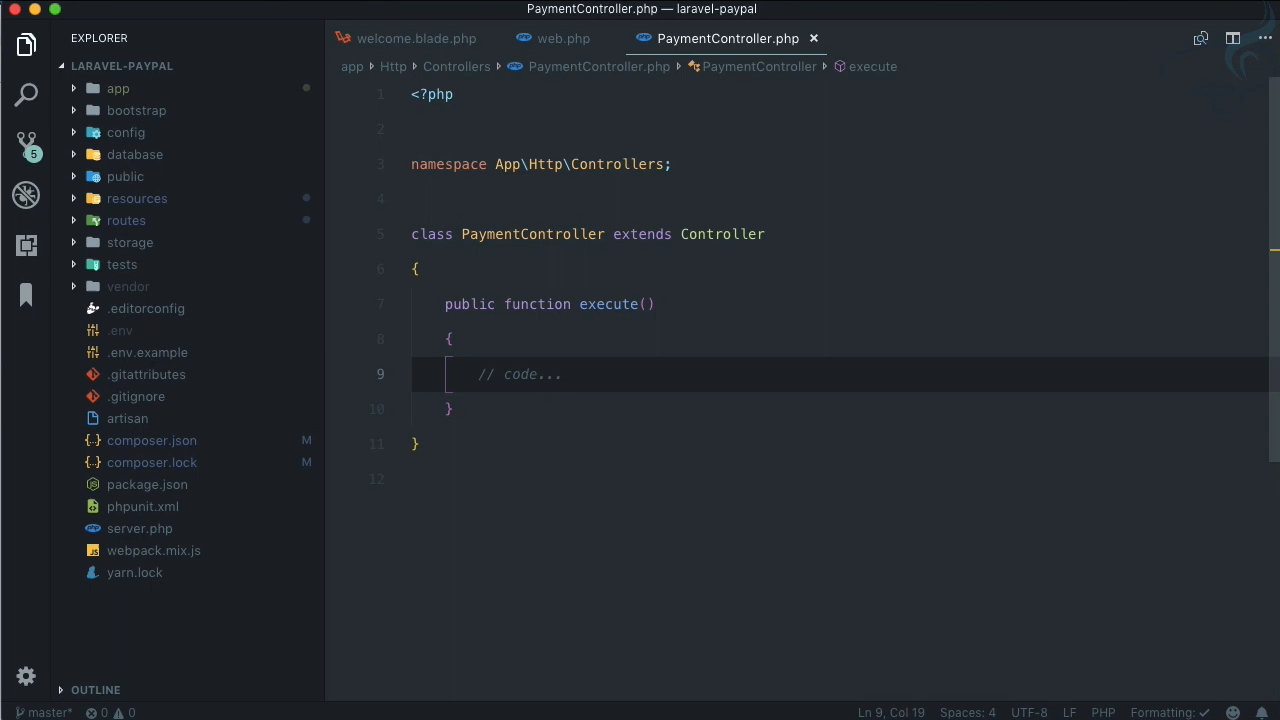 PaymentController.php — laravel-paypal
EXPLORER
LARAVEL-PAYPAL
app
bootstrap
config
database
public
resources
routes
storage
tests
vendor
.editorconfig
.env
.env.example
.gitattributes
.gitignore
artisan
composer.json M
composer.lock M
package.json
phpunit.xml
server.php
webpack.mix.js
yarn.lock
OUTLINE
5
welcome.blade.php web.php PaymentController.php ×
app Http Controllers PaymentController.php PaymentController execute
1 <?php
2
3 namespace App\Http\Controllers;
4
5 class PaymentController extends Controller
6 {
7 public function execute()
8 {
9 // code...
10 }
11 }
12
master* 0 0 Ln 9, Col 19 Spaces: 4 UTF-8 LF PHP Formatting: ✓